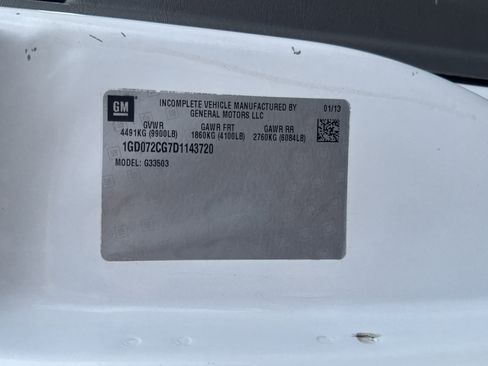 GM
INCOMPLETE VEHICLE MANUFACTURED BY
GENERAL MOTORS LLC
01/13
GVWR GAWR FRT GAWR RR
4491KG (9900LB) 1860KG (4100LB) 2760KG (6084LB)
1GD072CG7D1143720
MODEL: G33503